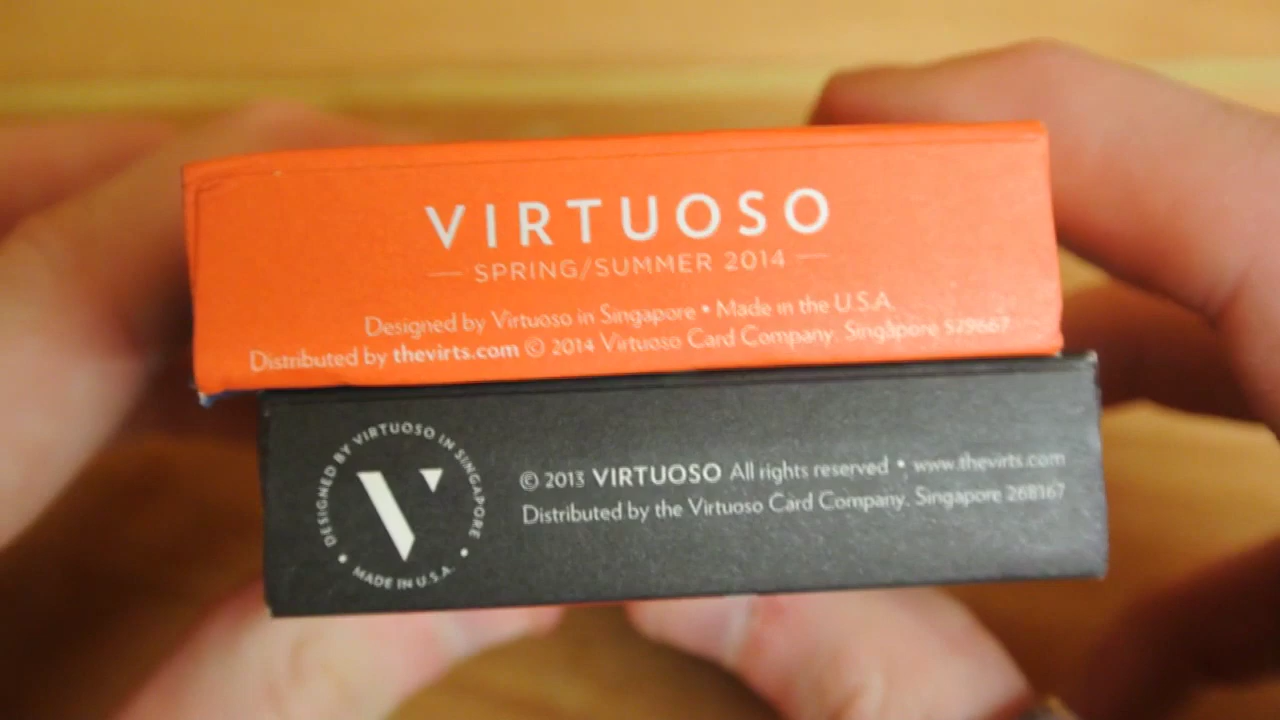 VIRTUOSO
— SPRING/SUMMER 2014 —
Designed by Virtuoso in Singapore • Made in the U.S.A.
Distributed by thevirts.com © 2014 Virtuoso Card Company. Singapore 529667
DESIGNED BY VIRTUOSO IN SINGAPORE
• MADE IN U.S.A. •
V
© 2013 VIRTUOSO All rights reserved • www.thevirts.com
Distributed by the Virtuoso Card Company. Singapore 268167